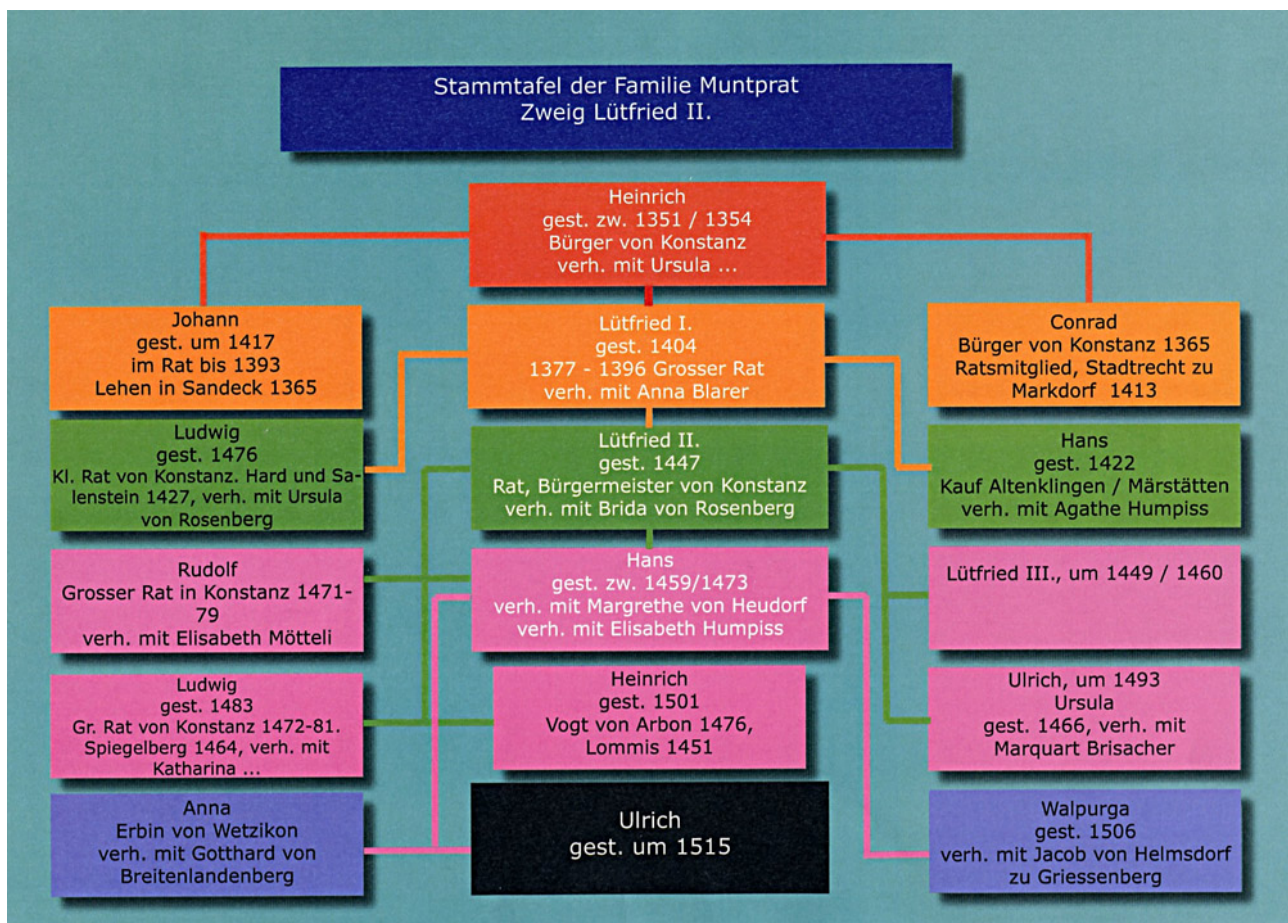 Stammtafel der Familie Muntprat
Zweig Lütfried II.
Heinrich
gest. zw. 1351 / 1354
Bürger von Konstanz
verh. mit Ursula ...
Johann
gest. um 1417
im Rat bis 1393
Lehen in Sandeck 1365
Lütfried I.
gest. 1404
1377 - 1396 Grosser Rat
verh. mit Anna Blarer
Conrad
Bürger von Konstanz 1365
Ratsmitglied, Stadtrecht zu
Markdorf 1413
Ludwig
gest. 1476
Kl. Rat von Konstanz. Hard und Sa-
lenstein 1427, verh. mit Ursula
von Rosenberg
Lütfried II.
gest. 1447
Rat, Bürgermeister von Konstanz
verh. mit Brida von Rosenberg
Hans
gest. 1422
Kauf Altenklingen / Märstätten
verh. mit Agathe Humpiss
Rudolf
Grosser Rat in Konstanz 1471-
79
verh. mit Elisabeth Mötteli
Hans
gest. zw. 1459/1473
verh. mit Margrethe von Heudorf
verh. mit Elisabeth Humpiss
Lütfried III., um 1449 / 1460
Ludwig
gest. 1483
Gr. Rat von Konstanz 1472-81.
Spiegelberg 1464, verh. mit
Katharina ...
Heinrich
gest. 1501
Vogt von Arbon 1476,
Lommis 1451
Ulrich, um 1493
Ursula
gest. 1466, verh. mit
Marquart Brisacher
Anna
Erbin von Wetzikon
verh. mit Gotthard von
Breitenlandenberg
Ulrich
gest. um 1515
Walpurga
gest. 1506
verh. mit Jacob von Helmsdorf
zu Griessenberg